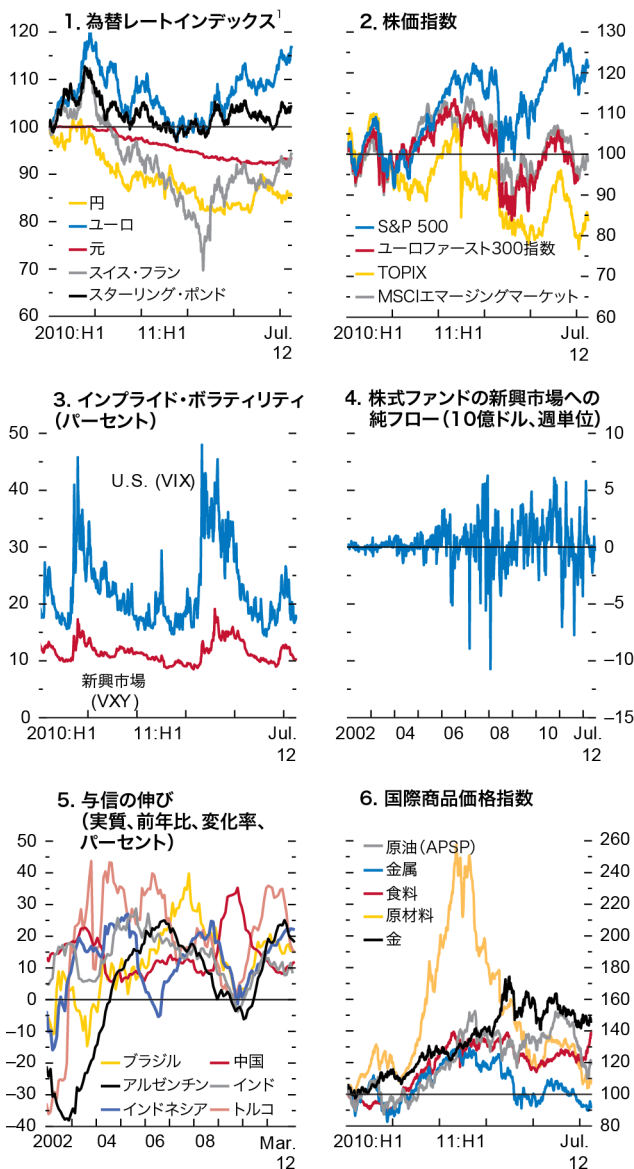 1. 為替レートインデックス1
120
110
100
90
80
70
60
円
ユーロ
元
スイス・フラン
スターリング・ポンド
2010:H1
11:H1
Jul.
12
2. 株価指数
130
120
110
100
90
80
70
60
S&P 500
ユーロファースト300指数
TOPIX
MSCIエマージングマーケット
2010:H1
11:H1
Jul.
12
3. インプライド・ボラティリティ
(パーセント)
50
40
30
20
10
0
U.S. (VIX)
新興市場
(VXY)
2010:H1
11:H1
Jul.
12
4. 株式ファンドの新興市場への
純フロー(10億ドル、週単位)
10
5
0
–5
–10
–15
2002
04
06
08
10
Jul.
12
5. 与信の伸び
(実質、前年比、変化率、
パーセント)
50
40
30
20
10
0
–10
–20
–30
–40
ブラジル
中国
アルゼンチン
インド
インドネシア
トルコ
2002
04
06
08
Mar.
12
6. 国際商品価格指数
260
240
220
200
180
160
140
120
100
80
原油(APSP)
金属
食料
原材料
金
2010:H1
11:H1
Jul.
12